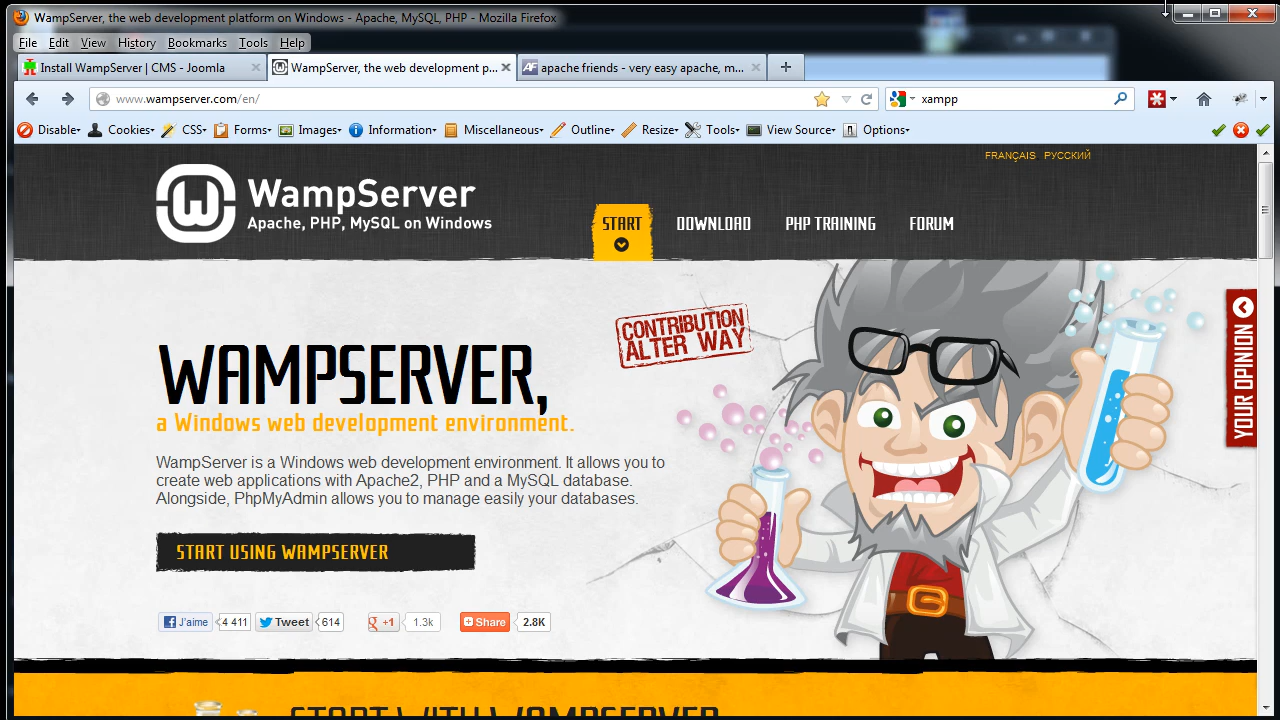 WampServer, the web development platform on Windows - Apache, MySQL, PHP - Mozilla Firefox
File Edit View History Bookmarks Tools Help
Install WampServer | CMS - Joomla
WampServer, the web development p...
apache friends - very easy apache, m...
www.wampserver.com/en/
xampp
Disable Cookies CSS Forms Images Information Miscellaneous Outline Resize Tools View Source Options
FRANÇAIS РУССКИЙ
WampServer
Apache, PHP, MySQL on Windows
START DOWNLOAD PHP TRAINING FORUM
CONTRIBUTION
ALTER WAY
YOUR OPINION
WAMPSERVER,
a Windows web development environment.
WampServer is a Windows web development environment. It allows you to
create web applications with Apache2, PHP and a MySQL database.
Alongside, PhpMyAdmin allows you to manage easily your databases.
START USING WAMPSERVER
J'aime 4 411 Tweet 614 +1 1.3k Share 2.8K
START WITH WAMPSERVER